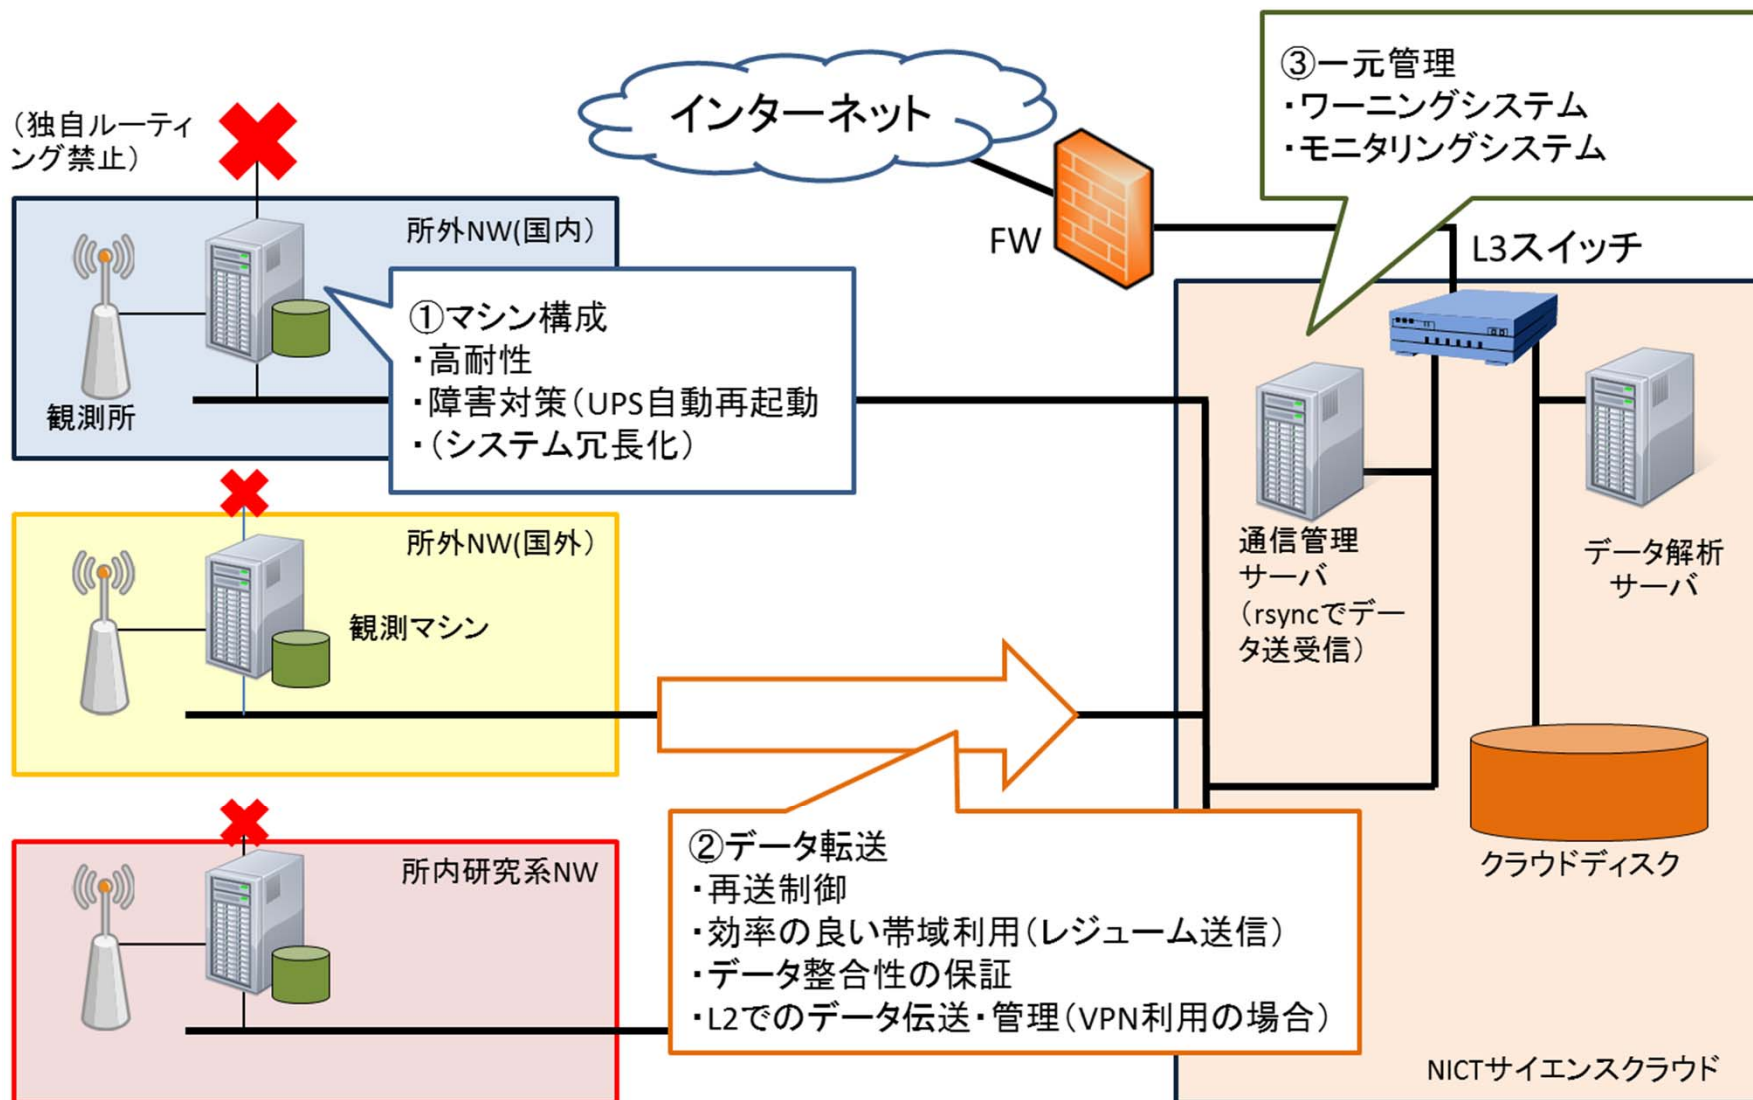 (独自ルーティ
ング禁止)
インターネット
FW
③一元管理
・ワーニングシステム
・モニタリングシステム
L3スイッチ
所外NW(国内)
観測所
①マシン構成
・高耐性
・障害対策(UPS自動再起動
・(システム冗長化)
所外NW(国外)
観測マシン
通信管理
サーバ
(rsyncでデー
タ送受信)
データ解析
サーバ
所内研究系NW
②データ転送
・再送制御
・効率の良い帯域利用(レジューム送信)
・データ整合性の保証
・L2でのデータ伝送・管理(VPN利用の場合)
クラウドディスク
NICTサイエンスクラウド